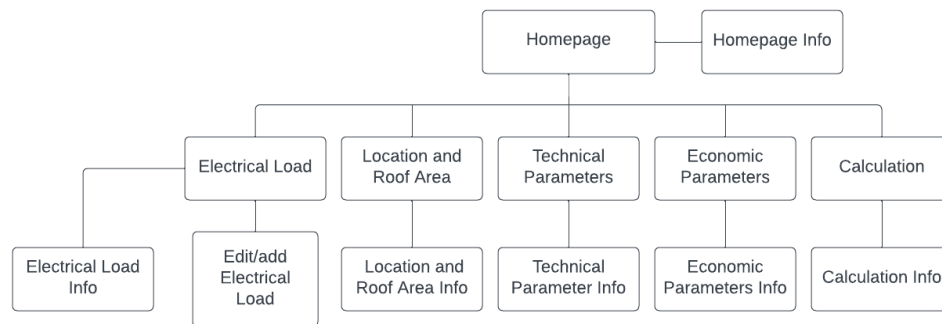 Homepage
Homepage Info
Electrical Load
Location and
Roof Area
Technical
Parameters
Economic
Parameters
Calculation
Electrical Load
Info
Edit/add
Electrical
Load
Location and
Roof Area Info
Technical
Parameter Info
Economic
Parameters Info
Calculation Info